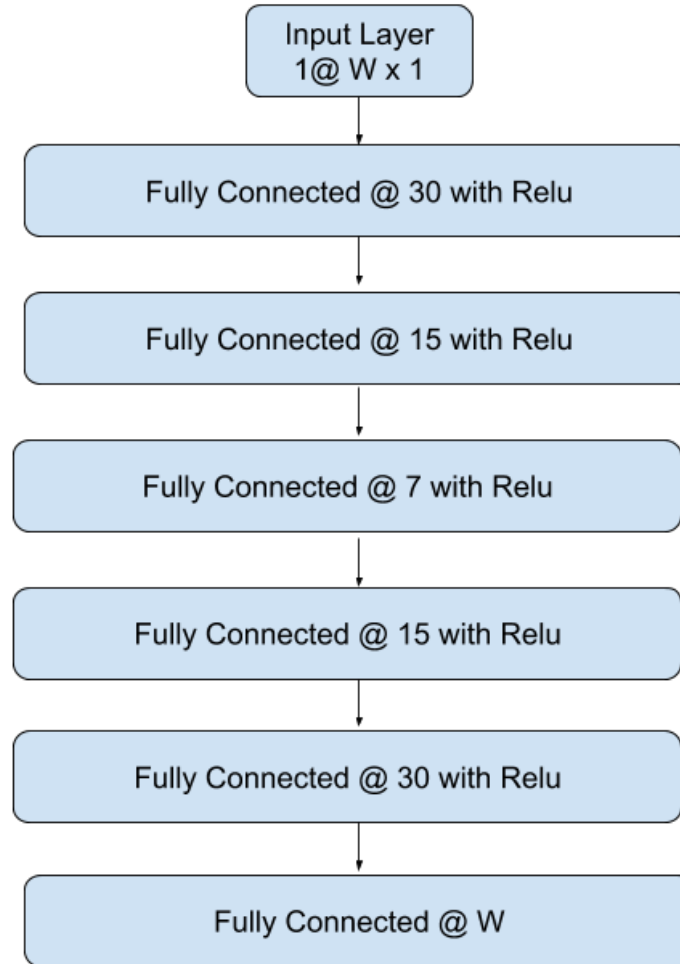 Input Layer
1@ W x 1
Fully Connected @ 30 with Relu
Fully Connected @ 15 with Relu
Fully Connected @ 7 with Relu
Fully Connected @ 15 with Relu
Fully Connected @ 30 with Relu
Fully Connected @ W